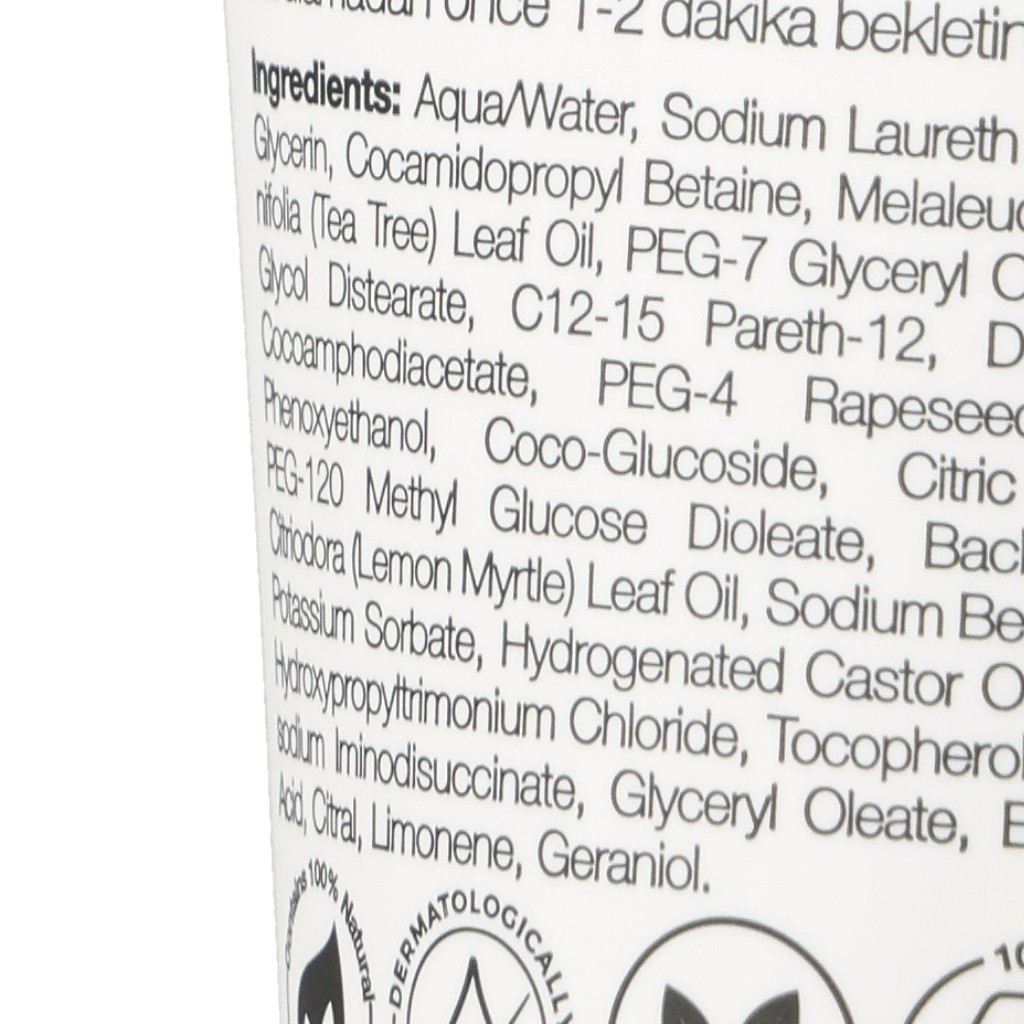 önce 1-2 dakika bekletin
Ingredients: Aqua/Water, Sodium Laureth
Glycerin, Cocamidopropyl Betaine, Melaleuc
nifolia (Tea Tree) Leaf Oil, PEG-7 Glyceryl C
Glycol Distearate, C12-15 Pareth-12, D
Cocoamphodiacetate, PEG-4 Rapeseed
Phenoxyethanol, Coco-Glucoside, Citric
PEG-120 Methyl Glucose Dioleate, Back
Citriodora (Lemon Myrtle) Leaf Oil, Sodium Be
Potassium Sorbate, Hydrogenated Castor O
Hydroxypropyltrimonium Chloride, Tocopherol
sodium Iminodisuccinate, Glyceryl Oleate, E
Acid, Citral, Limonene, Geraniol.
Contains 100% Natural
DERMATOLOGICALLY
10